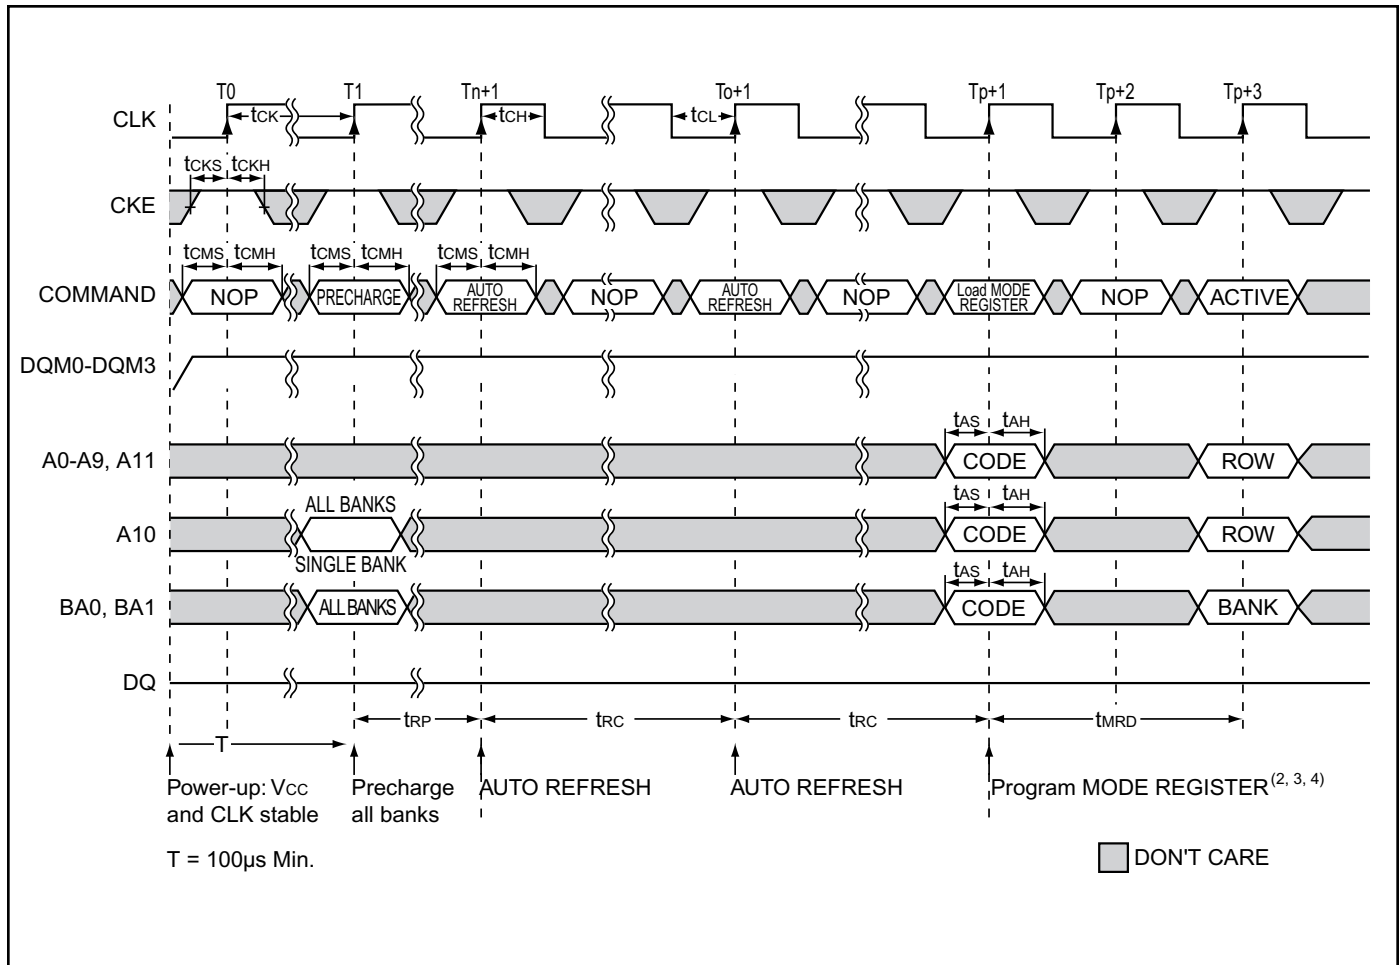 T0 T1 Tn+1 To+1 Tp+1 Tp+2 Tp+3
CLK tCK tCH tCL
tCKS tCKH
CKE
tCMS tCMH tCMS tCMH tCMS tCMH
COMMAND NOP PRECHARGE AUTO REFRESH NOP AUTO REFRESH NOP Load MODE REGISTER NOP ACTIVE
DQM0-DQM3
tAS tAH
A0-A9, A11 CODE ROW
ALL BANKS tAS tAH
A10 CODE ROW
SINGLE BANK tAS tAH
BA0, BA1 ALL BANKS CODE BANK
DQ
tRP tRC tRC tMRD
T
Power-up: VCC Precharge AUTO REFRESH AUTO REFRESH Program MODE REGISTER(2, 3, 4)
and CLK stable all banks
T = 100µs Min. DON'T CARE